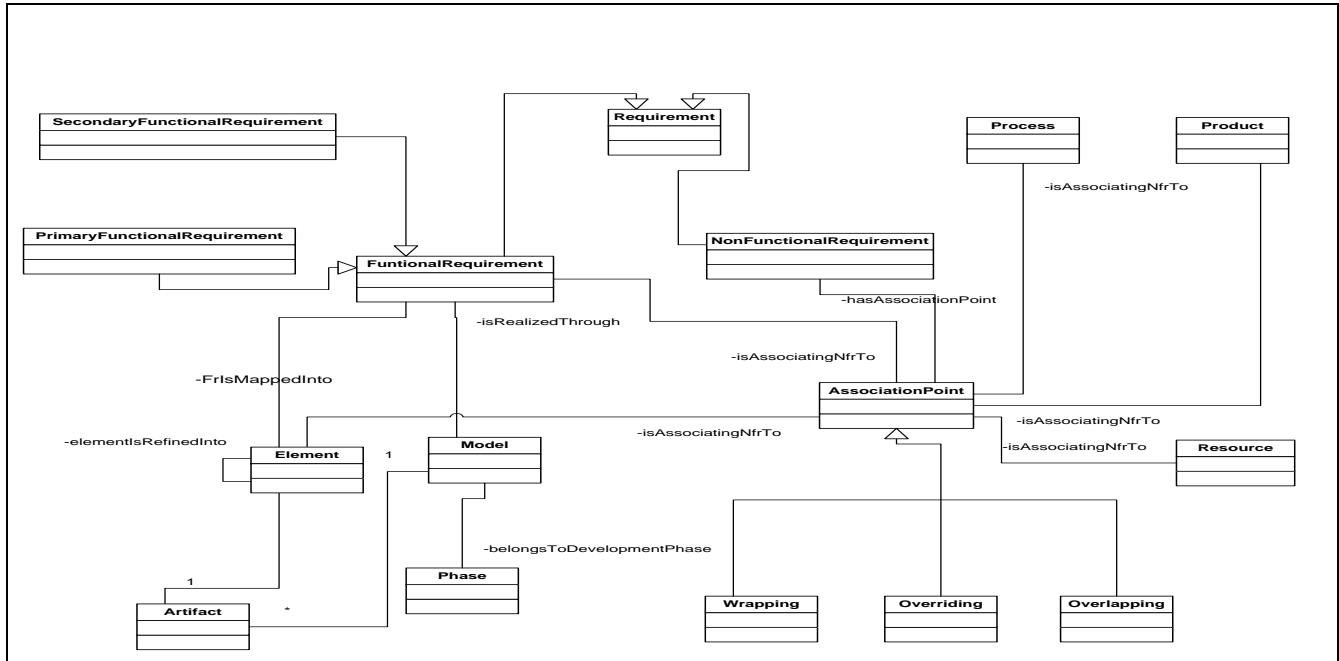 Requirement
SecondaryFunctionalRequirement
Process
Product
-isAssociatingNfrTo
PrimaryFunctionalRequirement
NonFunctionalRequirement
FuntionalRequirement
-hasAssociationPoint
-isRealizedThrough
-isAssociatingNfrTo
-FrIsMappedInto
AssociationPoint
-isAssociatingNfrTo
-isAssociatingNfrTo
-elementIsRefinedInto
-isAssociatingNfrTo
Element
1
Model
Resource
-belongsToDevelopmentPhase
Phase
1
Artifact
*
Wrapping
Overriding
Overlapping